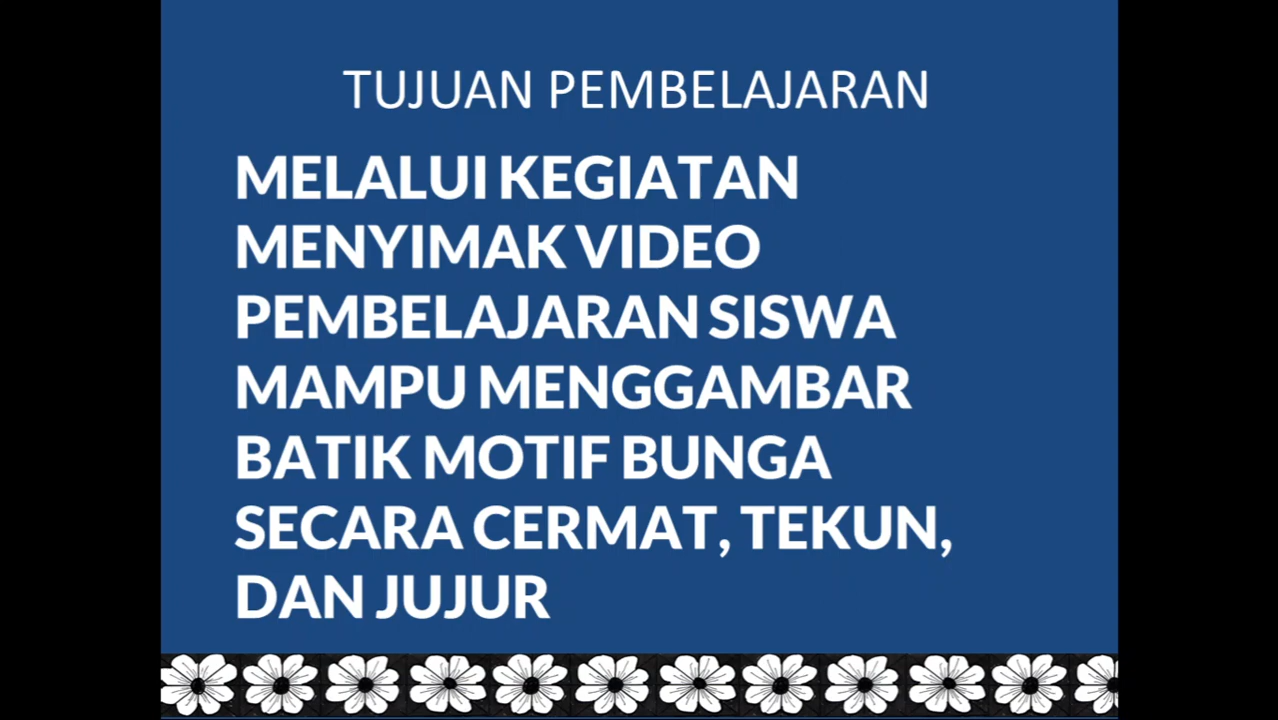 TUJUAN PEMBELAJARAN
MELALUI KEGIATAN
MENYIMAK VIDEO
PEMBELAJARAN SISWA
MAMPU MENGGAMBAR
BATIK MOTIF BUNGA
SECARA CERMAT, TEKUN,
DAN JUJUR